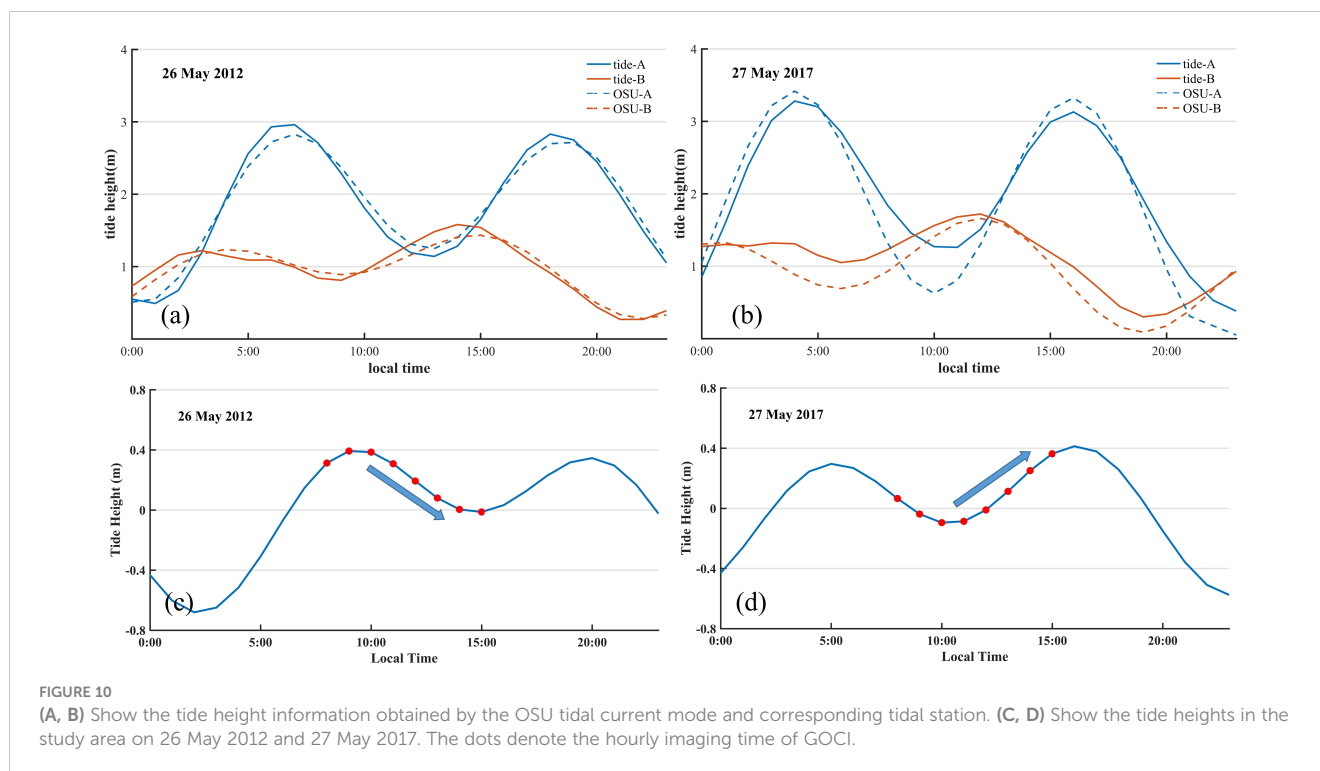 4
3
2
1
tide height(m)
26 May 2012
tide-A
tide-B
OSU-A
OSU-B
(a)
0:00 5:00 10:00 15:00 20:00
local time
4
3
2
1
tide height(m)
27 May 2017
tide-A
tide-B
OSU-A
OSU-B
(b)
0:00 5:00 10:00 15:00 20:00
local time
0.8
0.4
0
-0.4
-0.8
Tide Height (m)
26 May 2012
(c)
0:00 5:00 10:00 15:00 20:00
Local Time
0.8
0.4
0
-0.4
-0.8
Tide Height (m)
27 May 2017
(d)
0:00 5:00 10:00 15:00 20:00
Local Time
FIGURE 10
(A, B) Show the tide height information obtained by the OSU tidal current mode and corresponding tidal station. (C, D) Show the tide heights in the
study area on 26 May 2012 and 27 May 2017. The dots denote the hourly imaging time of GOCI.